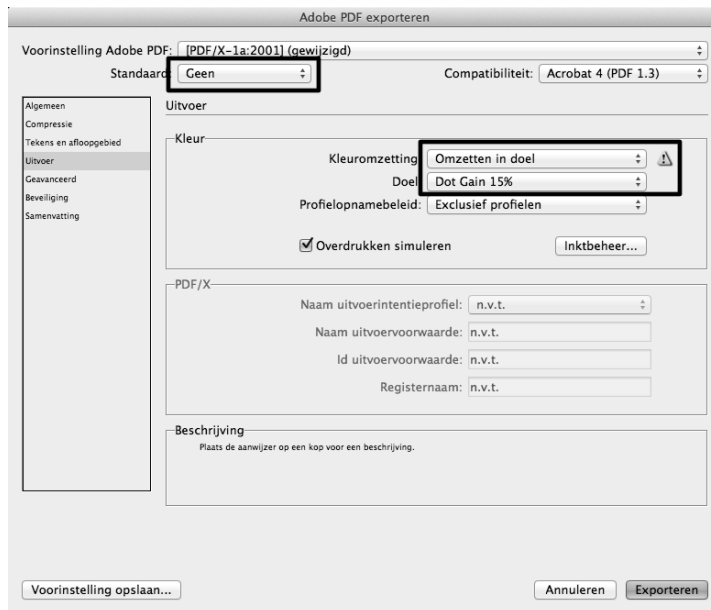 Adobe PDF exporteren
Voorinstelling Adobe PDF: [PDF/X-1a:2001] (gewijzigd)
Standaard: Geen Compatibiliteit: Acrobat 4 (PDF 1.3)
Algemeen
Compressie
Tekens en afloopgebied
Uitvoer
Geavanceerd
Beveiliging
Samenvatting
Uitvoer
Kleur
Kleuromzetting: Omzetten in doel
Doel: Dot Gain 15%
Profielopnamebeleid: Exclusief profielen
Overdrukken simuleren Inktbeheer...
PDF/X
Naam uitvoerintentieprofiel: n.v.t.
Naam uitvoervoorwaarde: n.v.t.
Id uitvoervoorwaarde: n.v.t.
Registernaam: n.v.t.
Beschrijving
Plaats de aanwijzer op een kop voor een beschrijving.
Voorinstelling opslaan... Annuleren Exporteren